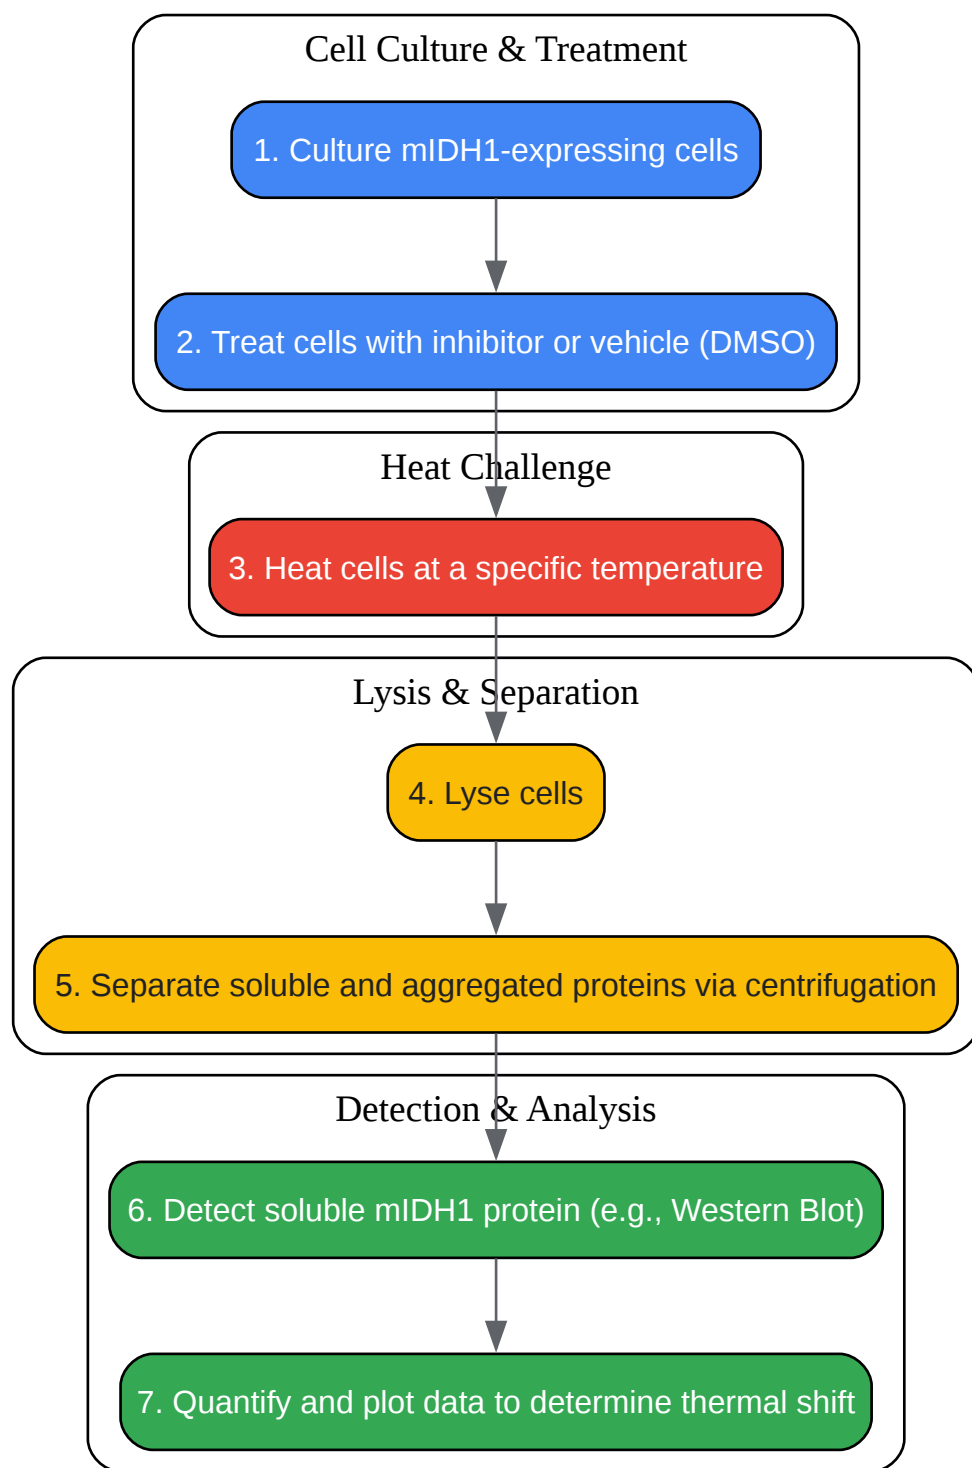 Cell Culture & Treatment
1. Culture mIDH1-expressing cells
2. Treat cells with inhibitor or vehicle (DMSO)
Heat Challenge
3. Heat cells at a specific temperature
Lysis & Separation
4. Lyse cells
5. Separate soluble and aggregated proteins via centrifugation
Detection & Analysis
6. Detect soluble mIDH1 protein (e.g., Western Blot)
7. Quantify and plot data to determine thermal shift